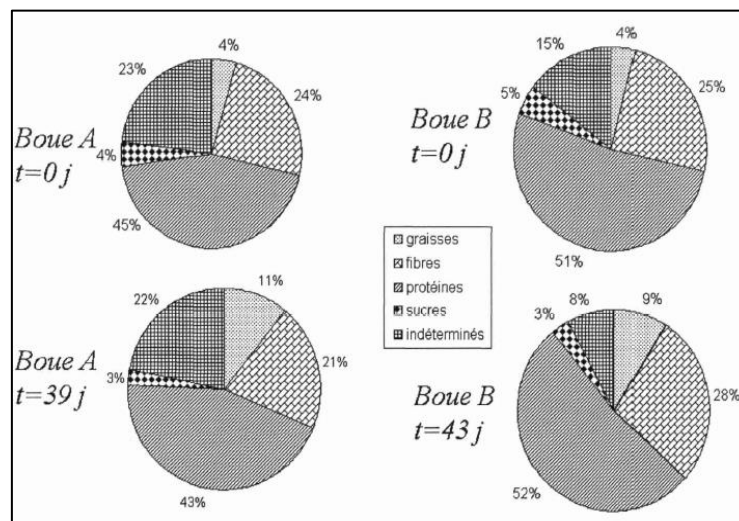 4%
23%
24%
Boue A
t=0 j
4%
45%
4%
15%
25%
5%
Boue B
t=0 j
51%
graisses
fibres
protéines
sucres
indéterminés
11%
22%
21%
Boue A
t=39 j
3%
43%
3%
8%
9%
28%
Boue B
t=43 j
52%